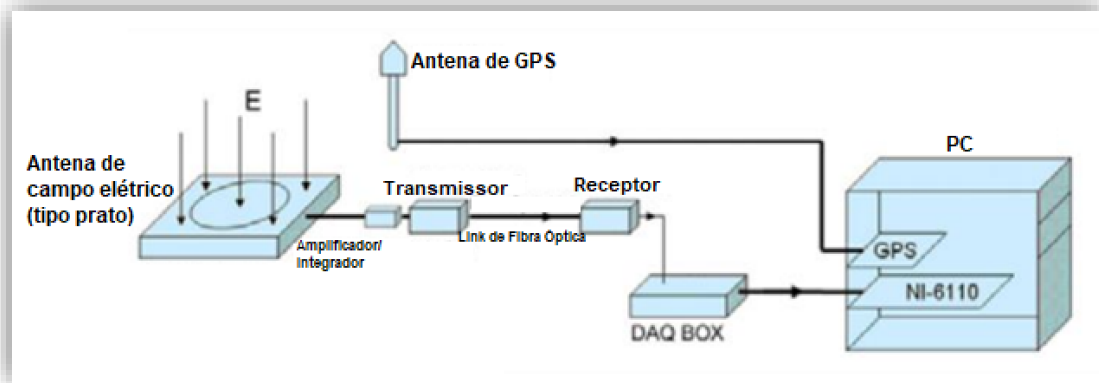 Antena de GPS
E
PC
Antena de
campo elétrico
(tipo prato)
Transmissor
Receptor
Amplificador/
Integrador
Link de Fibra Óptica
GPS
NI-6110
DAQ BOX